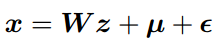 x = Wz + μ + ϵ